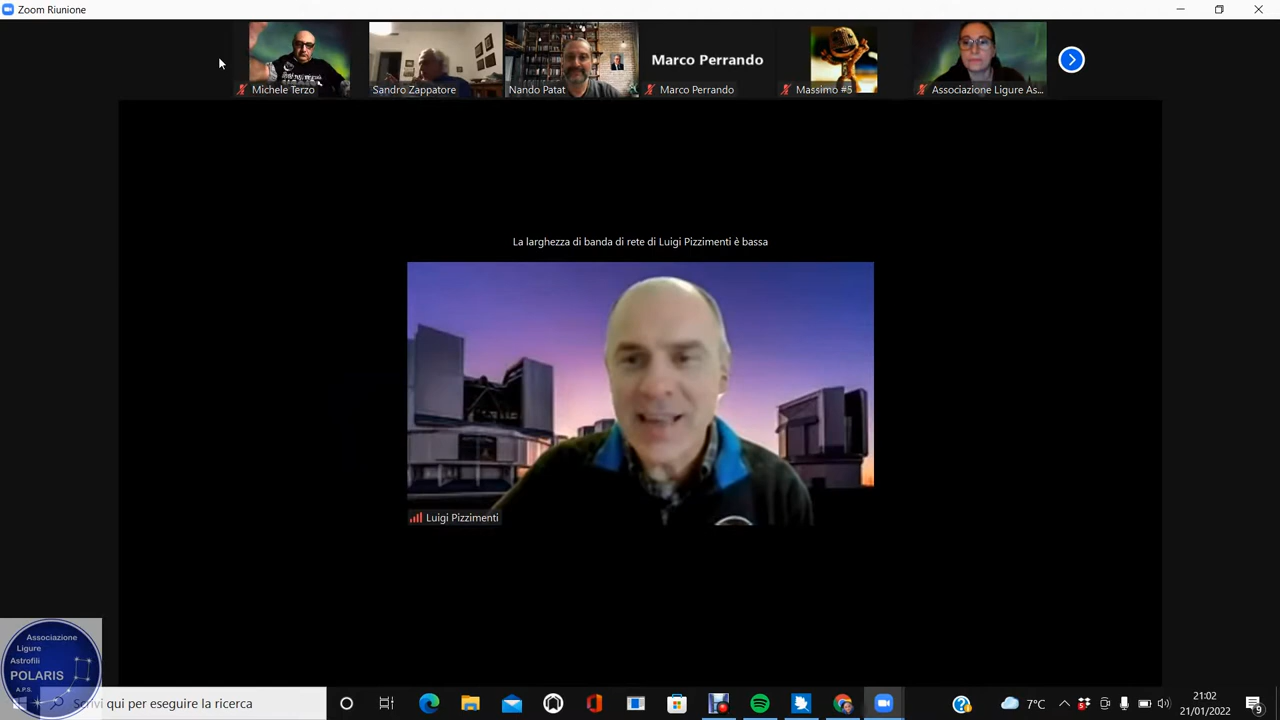 Zoom Riunione
Michele Terzo
Sandro Zappatore
Nando Patat
Marco Perrando
Marco Perrando
Massimo #5
Associazione Ligure As...
La larghezza di banda di rete di Luigi Pizzimenti è bassa
Luigi Pizzimenti
Associazione
Ligure
Astrofili
POLARIS
A.P.S.
Scrivi qui per eseguire la ricerca
7°C
21:02
21/01/2022
9